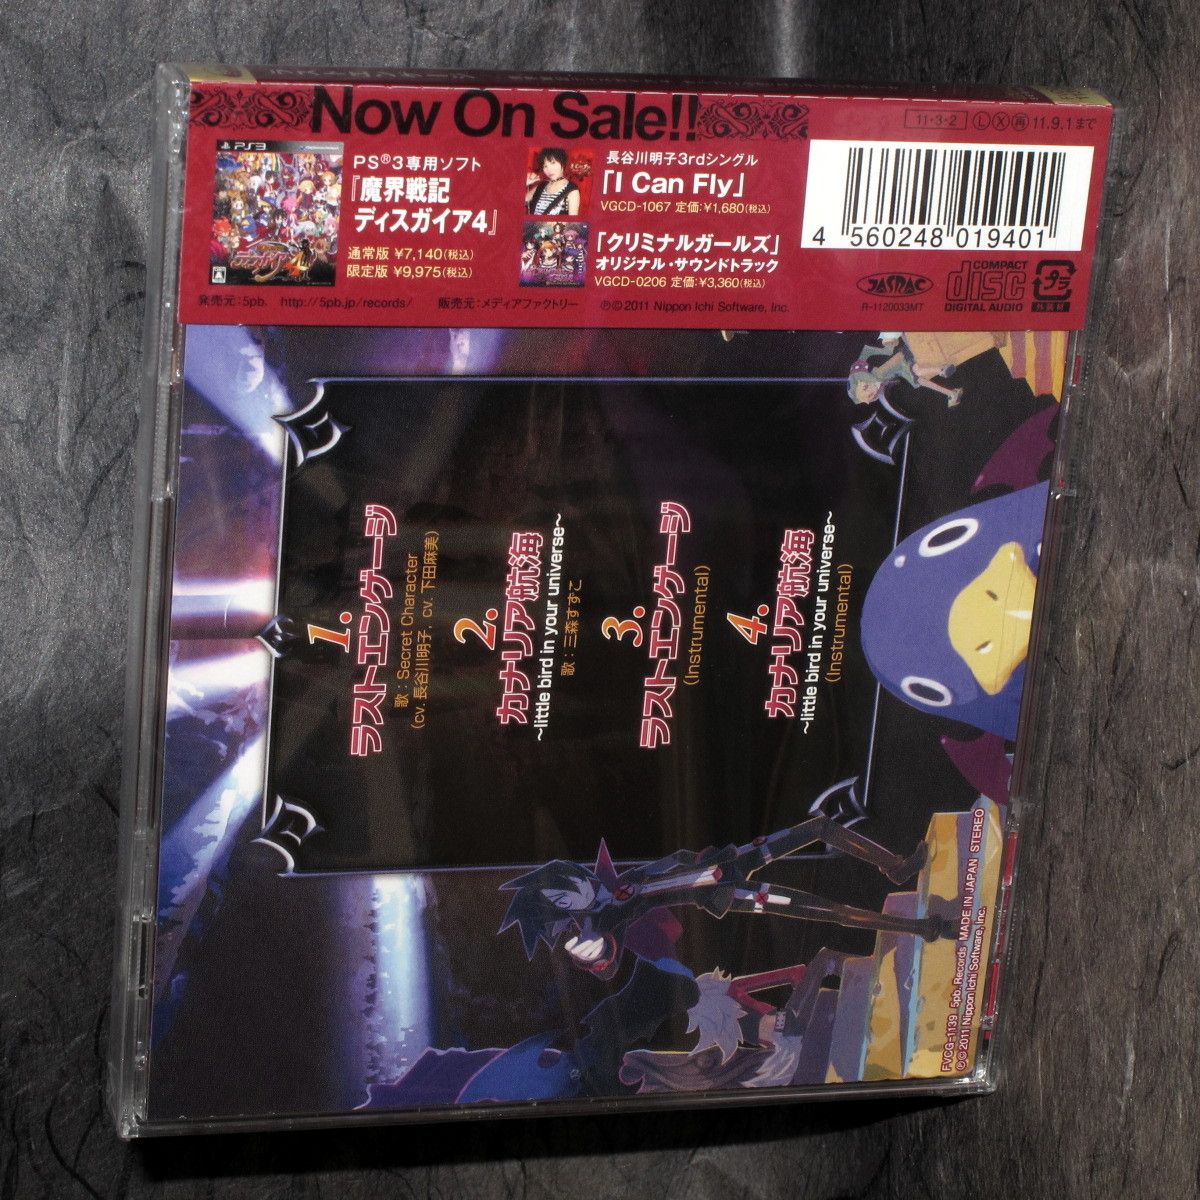 Now On Sale!!
11・3・2 Ⓛ Ⓧ 再 11.9.1まで
PS3
PS®3専用ソフト
『魔界戦記
ディスガイア4』
通常版 ¥7,140(税込)
限定版 ¥9,975(税込)
長谷川明子3rdシングル
「I Can Fly」
VGCD-1067 定価:¥1,680(税込)
「クリミナルガールズ」
オリジナル・サウンドトラック
VGCD-0206 定価:¥3,360(税込)
4 560248 019401
JASRAC
R-1120033MT
COMPACT
disc
DIGITAL AUDIO
プラ
外装材
発売元:5pb. http://5pb.jp/records/ 販売元:メディアファクトリー ℗©2011 Nippon Ichi Software, Inc.
1.
ラストエンゲージ
歌:Secret Character
(cv. 長谷川明子, cv. 下田麻美)
2.
カナリア航海
~little bird in your universe~
歌:三森すずこ
3.
ラストエンゲージ
(Instrumental)
4.
カナリア航海
~little bird in your universe~
(Instrumental)
FVCG-1139 5pb. Records MADE IN JAPAN STEREO
℗©2011 Nippon Ichi Software, Inc.